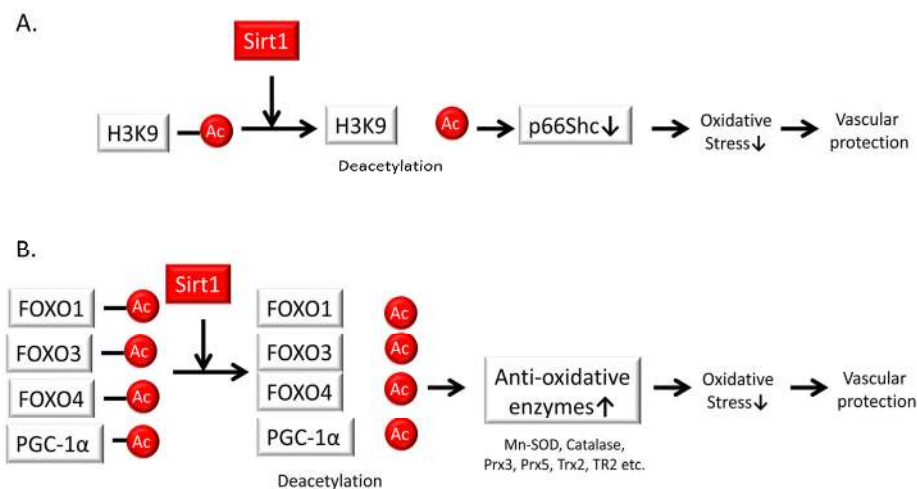 A.
Sirt1
H3K9
Ac
H3K9
Ac
p66Shc↓
Oxidative
Stress↓
Vascular
protection
Deacetylation
B.
Sirt1
FOXO1
Ac
FOXO3
Ac
FOXO4
Ac
PGC-1α
Ac
FOXO1
Ac
FOXO3
Ac
FOXO4
Ac
PGC-1α
Ac
Deacetylation
Anti-oxidative
enzymes↑
Mn-SOD, Catalase,
Prx3, Prx5, Trx2, TR2 etc.
Oxidative
Stress↓
Vascular
protection